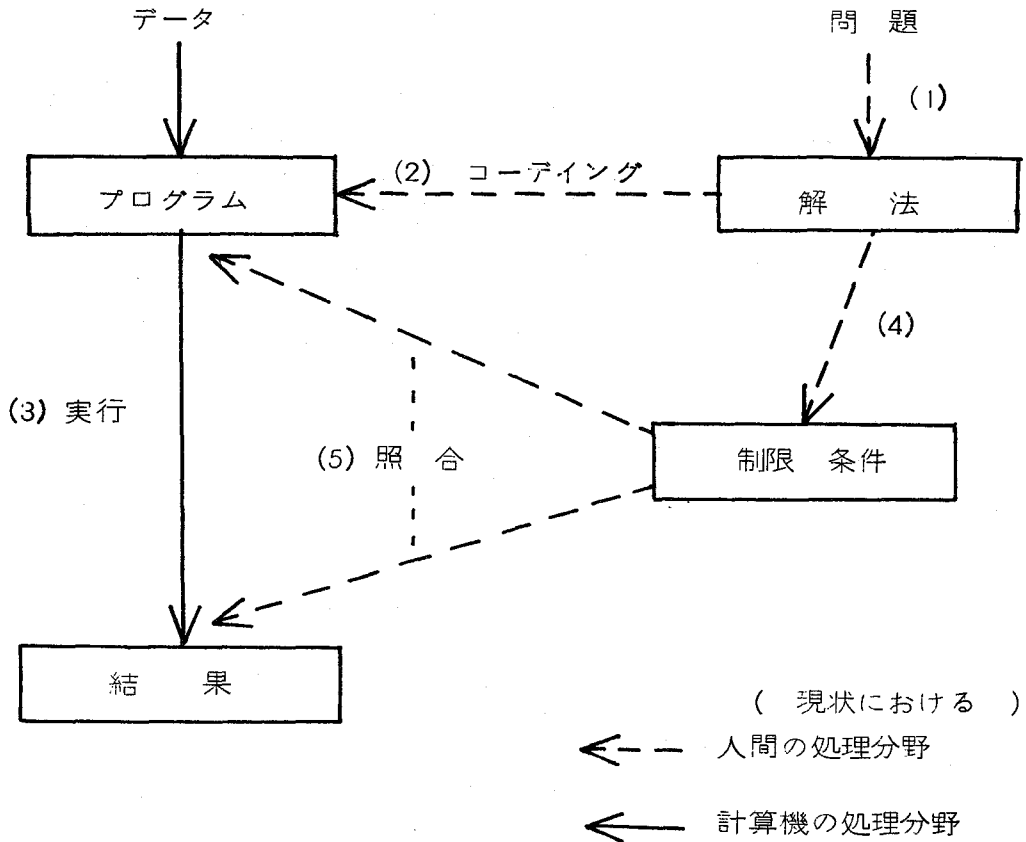 データ
問 題
(1)
プログラム
(2) コーデイング
解 法
(4)
(3) 実行
(5) 照 合
制限 条件
結 果
( 現状における )
人間の処理分野
計算機の処理分野